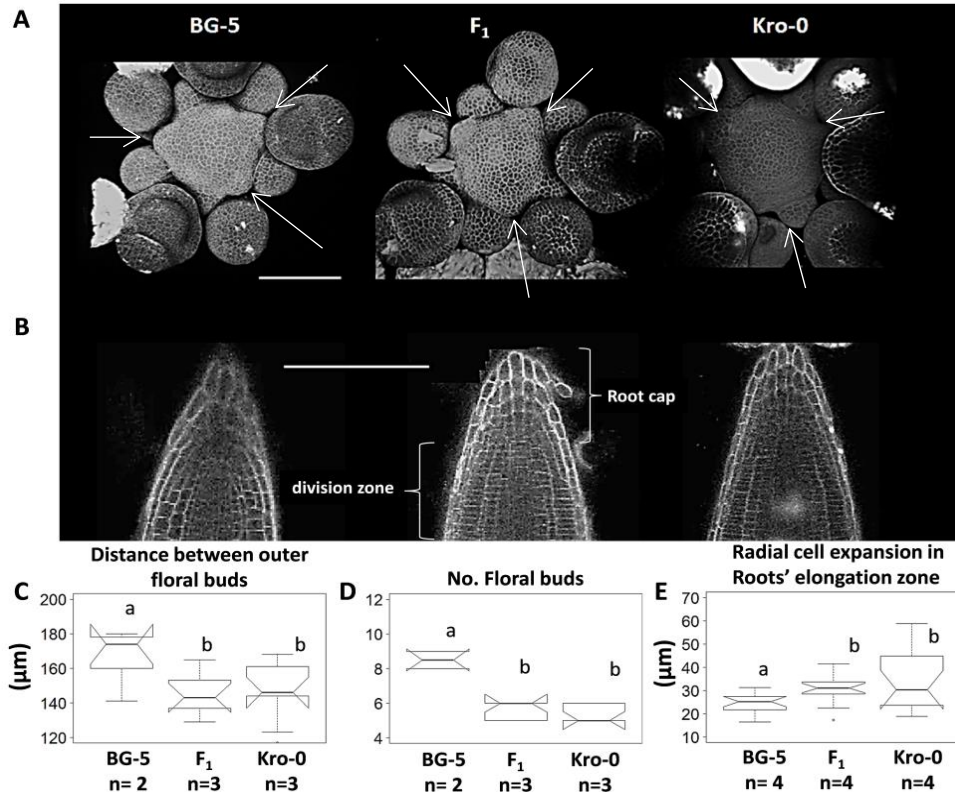 A
BG-5
F₁
Kro-0
B
Root cap
division zone
Distance between outer
floral buds
No. Floral buds
Radial cell expansion in
Roots' elongation zone
C
D
E
(µm)
200
180
160
140
120
a
b
b
BG-5
F₁
Kro-0
n= 2
n=3
n=3
12
10
8
6
4
a
b
b
BG-5
F₁
Kro-0
n= 2
n=3
n=3
(µm)
70
60
50
40
30
20
10
a
b
b
BG-5
F₁
Kro-0
n= 4
n=4
n=4